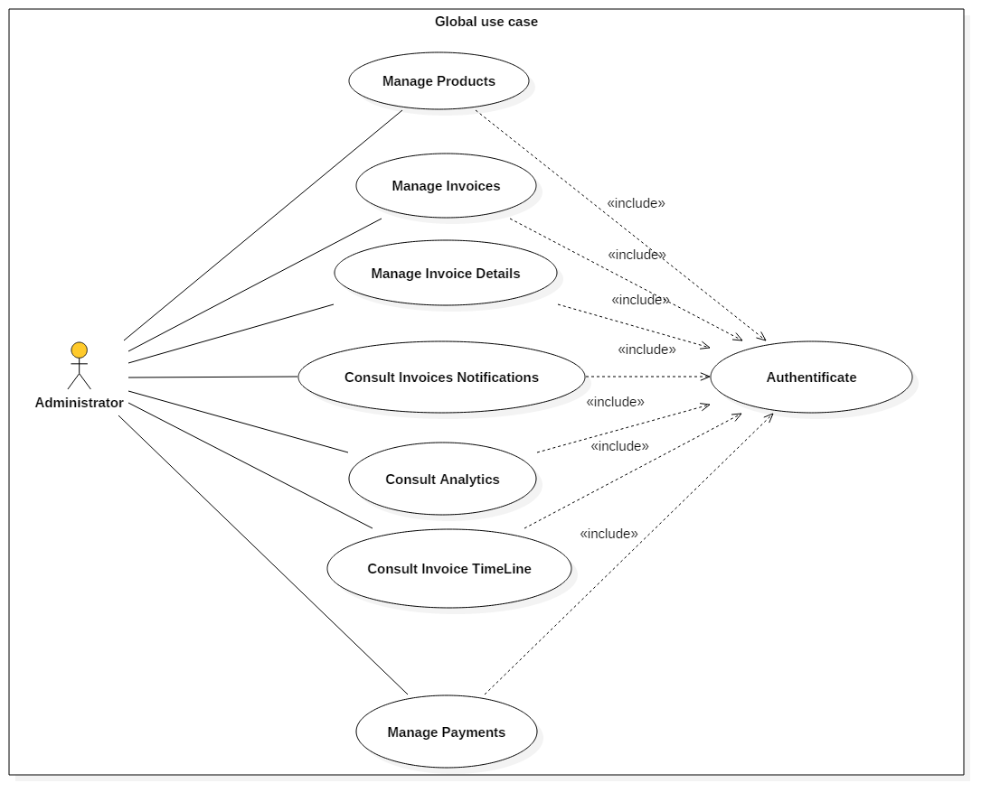 Global use case
Manage Products
Manage Invoices
«include»
«include»
Manage Invoice Details
«include»
«include»
Consult Invoices Notifications
Authentificate
Administrator
«include»
«include»
Consult Analytics
«include»
Consult Invoice TimeLine
Manage Payments